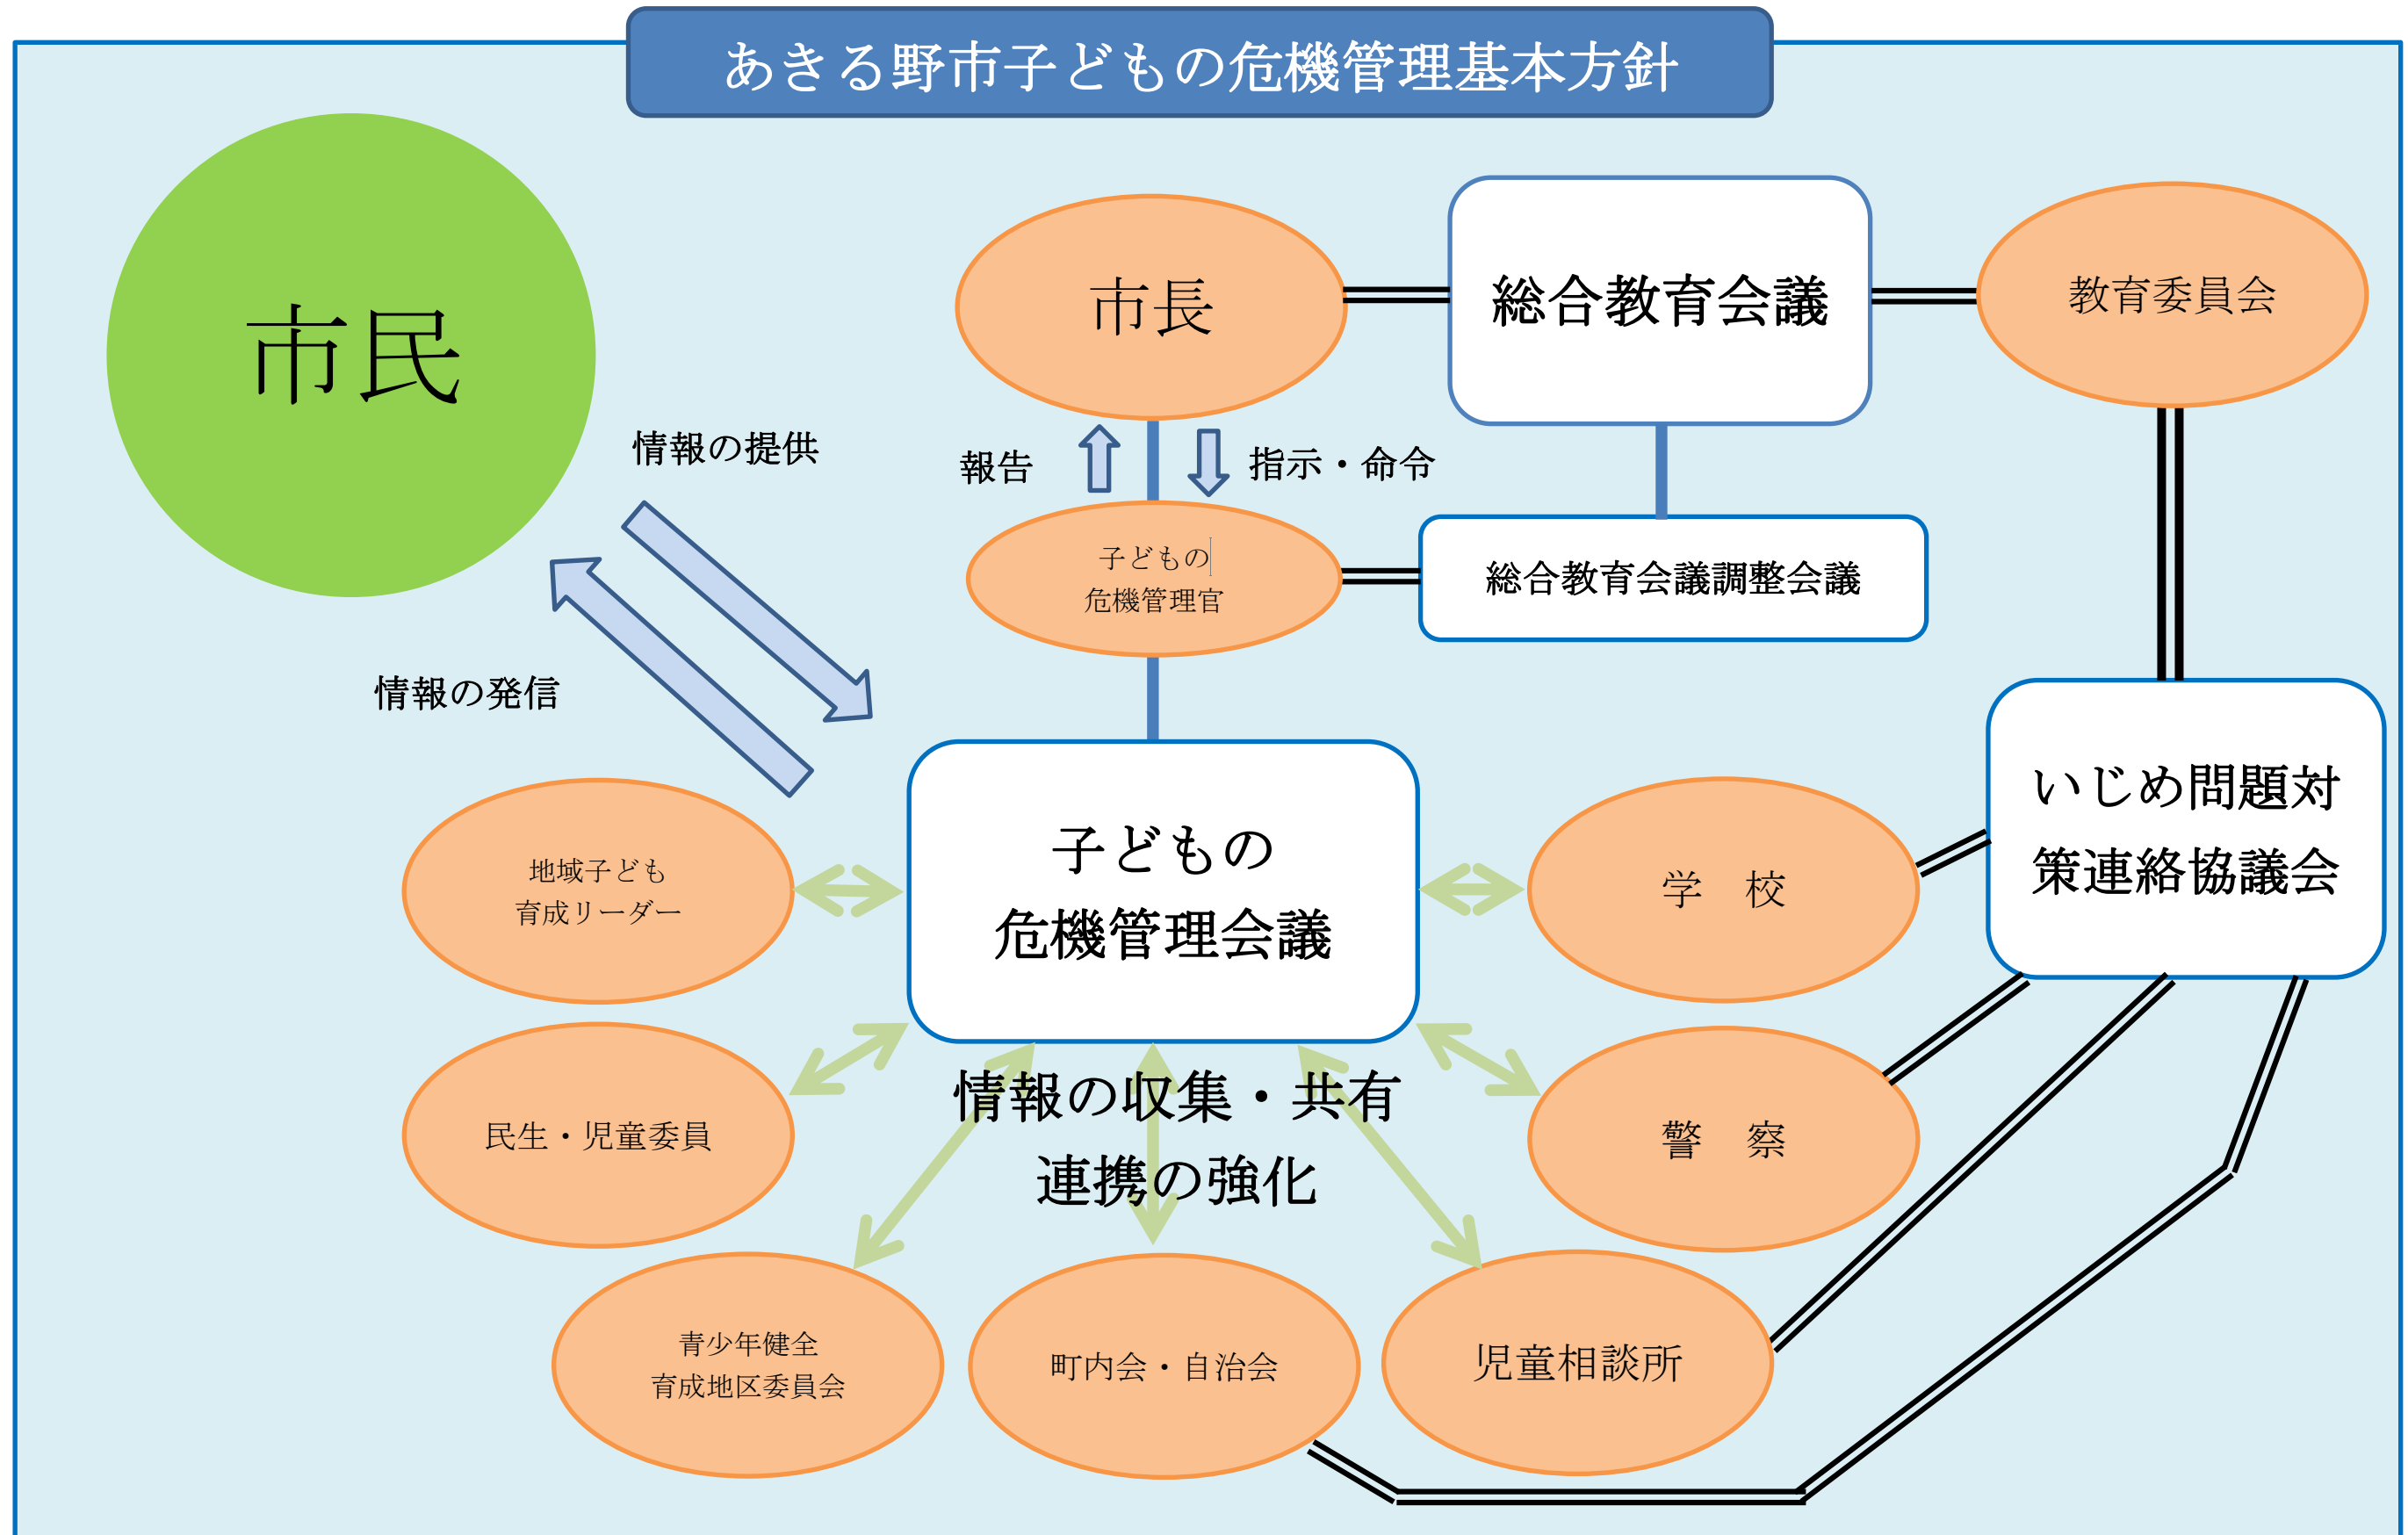 あきる野市子どもの危機管理基本方針
市民
市長
総合教育会議
教育委員会
情報の提供
報告
指示・命令
子どもの
危機管理官
総合教育会議調整会議
情報の発信
いじめ問題対
策連絡協議会
子どもの
危機管理会議
地域子ども
育成リーダー
学　校
情報の収集・共有
連携の強化
民生・児童委員
警　察
青少年健全
育成地区委員会
町内会・自治会
児童相談所